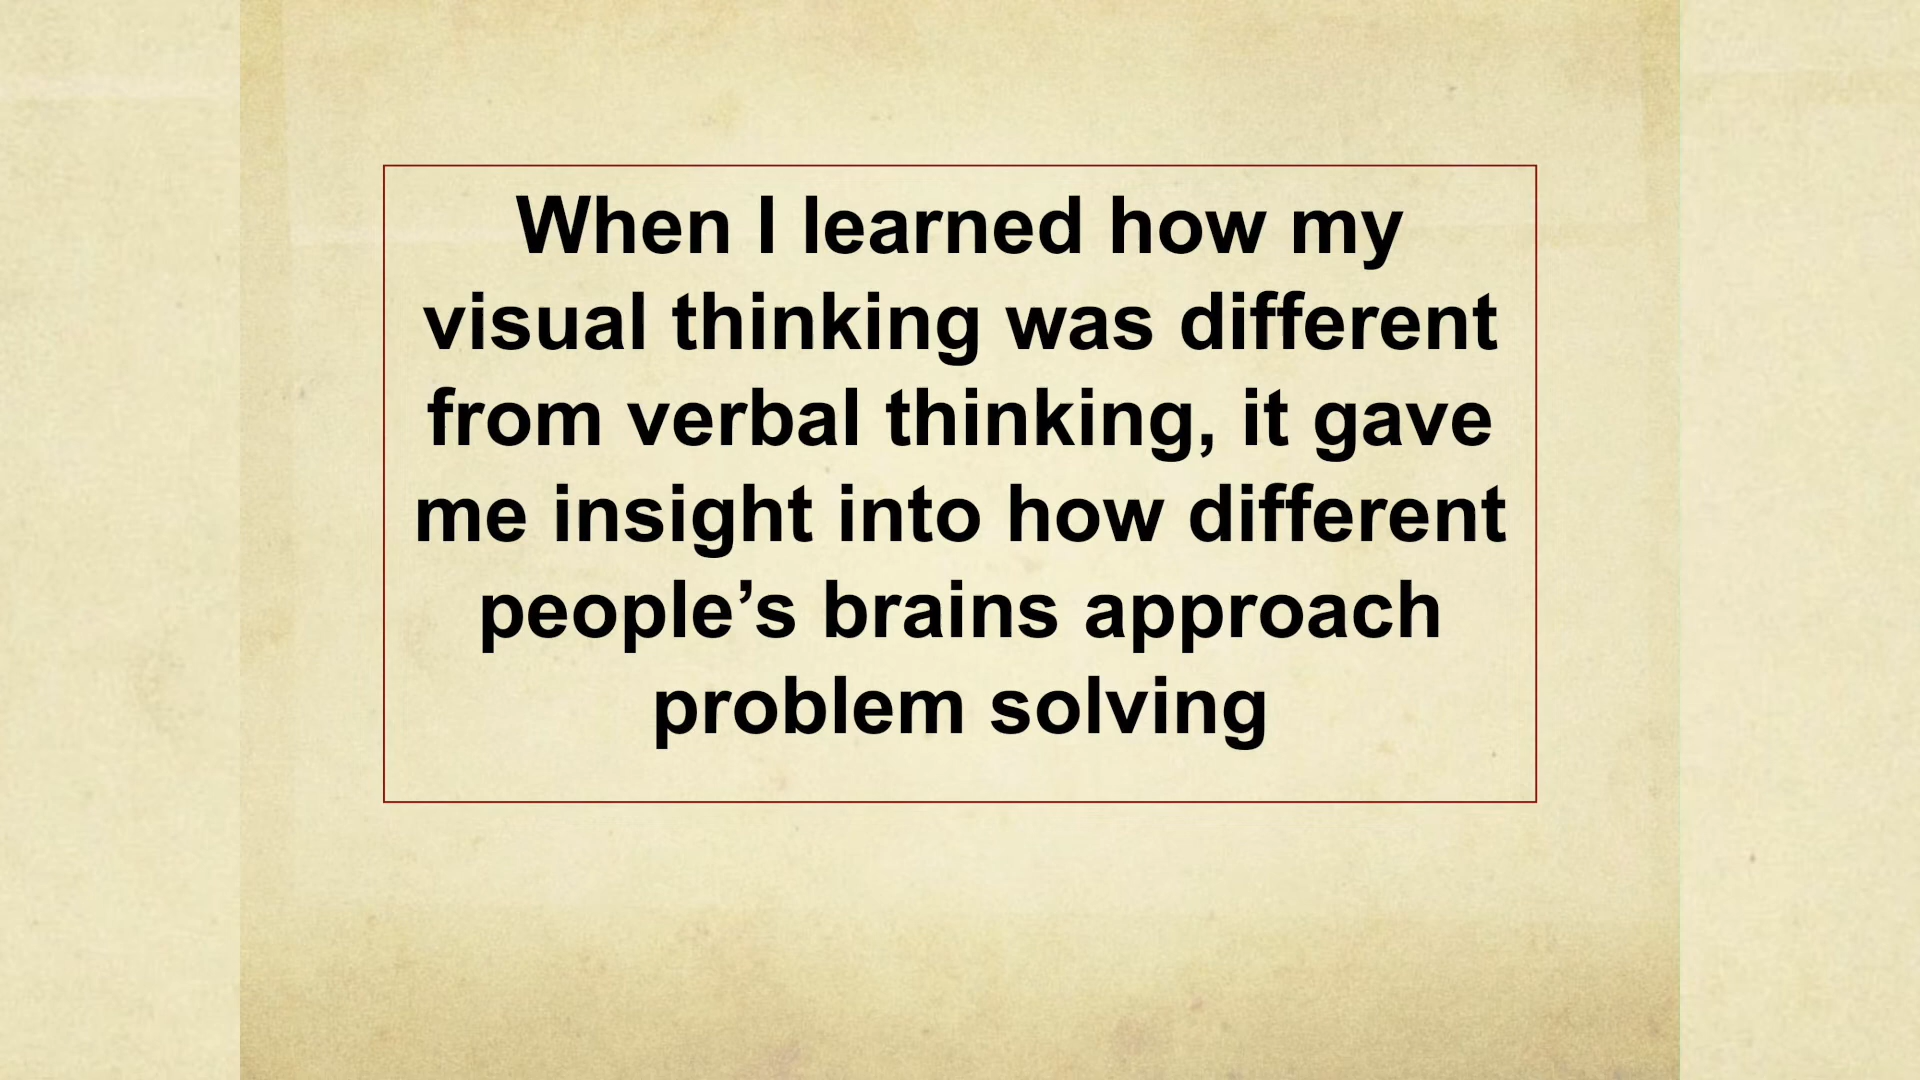 When I learned how my
visual thinking was different
from verbal thinking, it gave
me insight into how different
people’s brains approach
problem solving